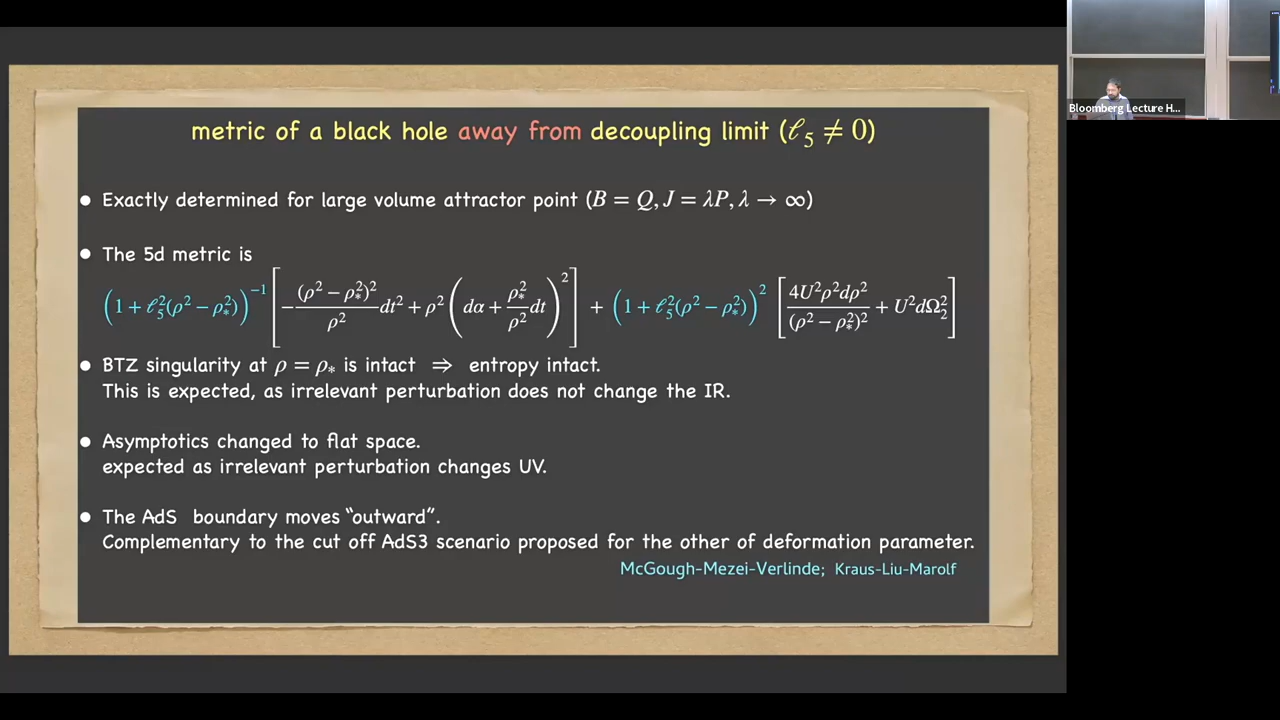 Bloomberg Lecture H...
metric of a black hole away from decoupling limit (ℓ₅ ≠ 0)
● Exactly determined for large volume attractor point (B = Q, J = λP, λ → ∞)
● The 5d metric is
(1 + ℓ₅²(ρ² − ρ*²))⁻¹ [−(ρ² − ρ*²)²/ρ² dt² + ρ² (dα + ρ*²/ρ² dt)²] + (1 + ℓ₅²(ρ² − ρ*²))² [4U²ρ²dρ²/(ρ² − ρ*²)² + U²dΩ₂²]
● BTZ singularity at ρ = ρ* is intact ⇒ entropy intact.
This is expected, as irrelevant perturbation does not change the IR.
● Asymptotics changed to flat space.
expected as irrelevant perturbation changes UV.
● The AdS boundary moves “outward”.
Complementary to the cut off AdS3 scenario proposed for the other of deformation parameter.
McGough-Mezei-Verlinde; Kraus-Liu-Marolf